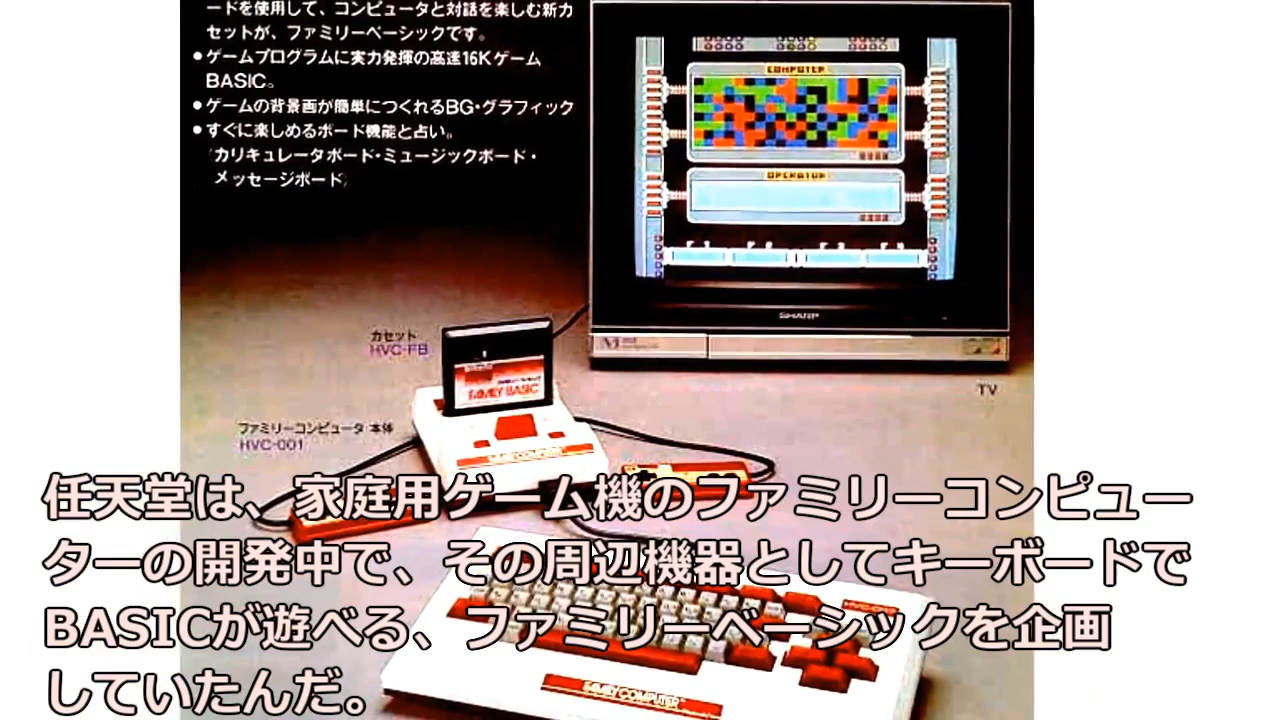 ードを使用して、コンピュータと対話を楽しむ新カ
セットが、ファミリーベーシックです。
●ゲームプログラムに実力発揮の高速16Kゲーム
BASIC。
●ゲームの背景画が簡単につくれるBG・グラフィック
●すぐに楽しめるボード機能と占い。
(カリキュレータボード・ミュージックボード・
メッセージボード)
COMPUTER
OPERATOR
SHARP
TV
カセット
HVC-FB
FAMILY BASIC
ファミリーコンピュータ 本体
HVC-001
FAMILY COMPUTER
任天堂は、家庭用ゲーム機のファミリーコンピュー
ターの開発中で、その周辺機器としてキーボードで
BASICが遊べる、ファミリーベーシックを企画
していたんだ。
FAMILY COMPUTER